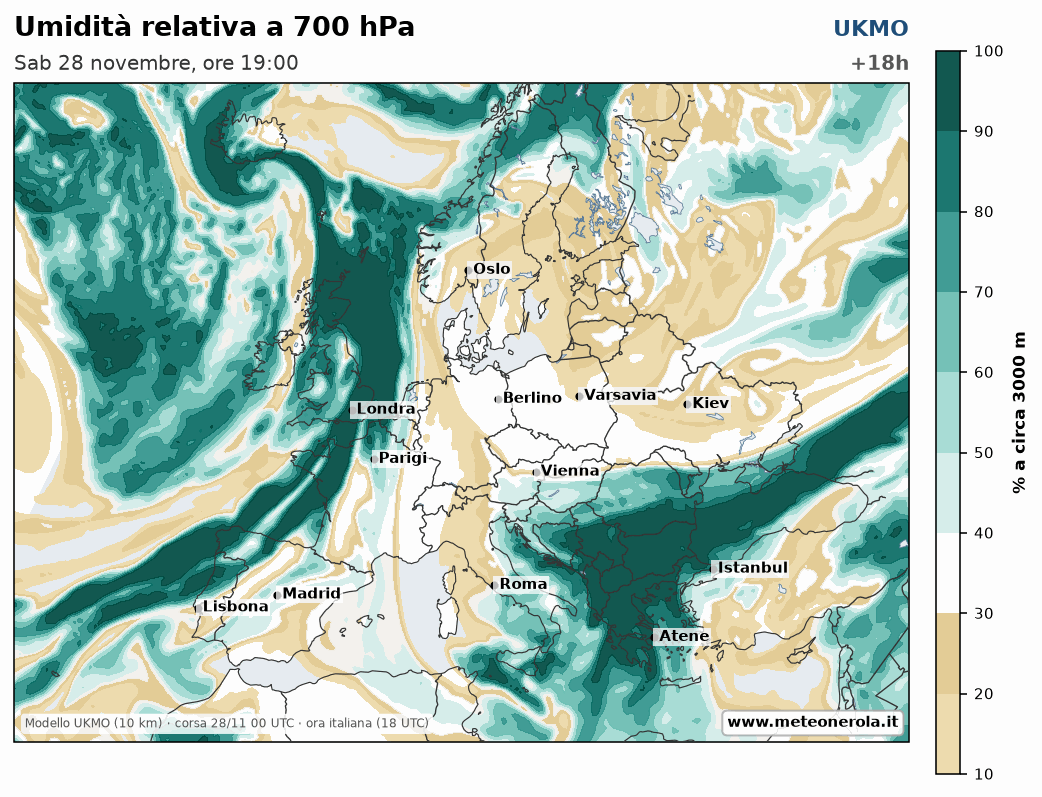 Umidità relativa a 700 hPa
UKMO
Sab 28 novembre, ore 19:00
+18h
100
90
80
70
60
50
40
30
20
10
% a circa 3000 m
Oslo
Berlino
Varsavia
Kiev
Londra
Parigi
Vienna
Istanbul
Roma
Madrid
Lisbona
Atene
Modello UKMO (10 km) · corsa 28/11 00 UTC · ora italiana (18 UTC)
www.meteonerola.it